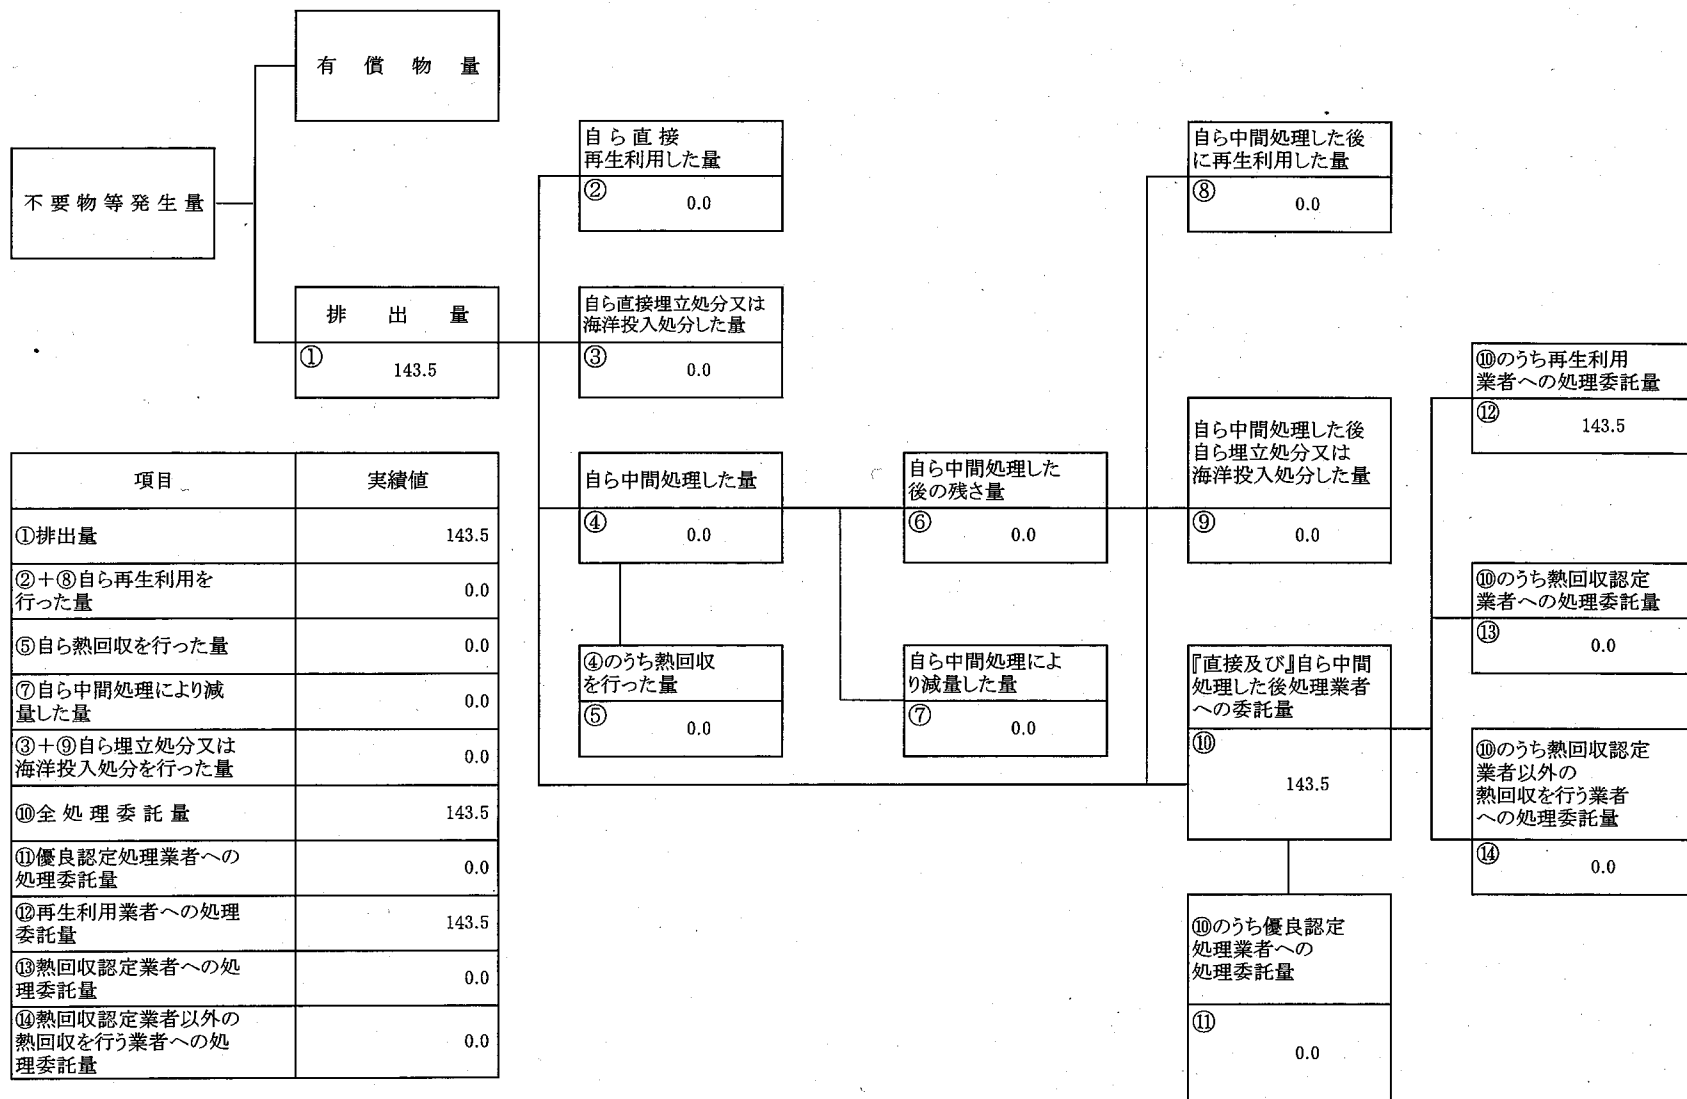 有償物量
不要物等発生量
排出量
①
143.5
自ら直接
再生利用した量
②
0.0
自ら直接埋立処分又は
海洋投入処分した量
③
0.0
自ら中間処理した量
④
0.0
④のうち熱回収
を行った量
⑤
0.0
自ら中間処理した
後の残さ量
⑥
0.0
自ら中間処理によ
り減量した量
⑦
0.0
自ら中間処理した後
に再生利用した量
⑧
0.0
自ら中間処理した後
自ら埋立処分又は
海洋投入処分した量
⑨
0.0
『直接及び』自ら中間
処理した後処理業者
への委託量
⑩
143.5
⑩のうち優良認定
処理業者への
処理委託量
⑪
0.0
⑩のうち再生利用
業者への処理委託量
⑫
143.5
⑩のうち熱回収認定
業者への処理委託量
⑬
0.0
⑩のうち熱回収認定
業者以外の
熱回収を行う業者
への処理委託量
⑭
0.0
項目 実績値
①排出量 143.5
②+⑧自ら再生利用を
行った量 0.0
⑤自ら熱回収を行った量 0.0
⑦自ら中間処理により減
量した量 0.0
③+⑨自ら埋立処分又は
海洋投入処分を行った量 0.0
⑩全処理委託量 143.5
⑪優良認定処理業者への
処理委託量 0.0
⑫再生利用業者への処理
委託量 143.5
⑬熱回収認定業者への処
理委託量 0.0
⑭熱回収認定業者以外の
熱回収を行う業者への処
理委託量 0.0